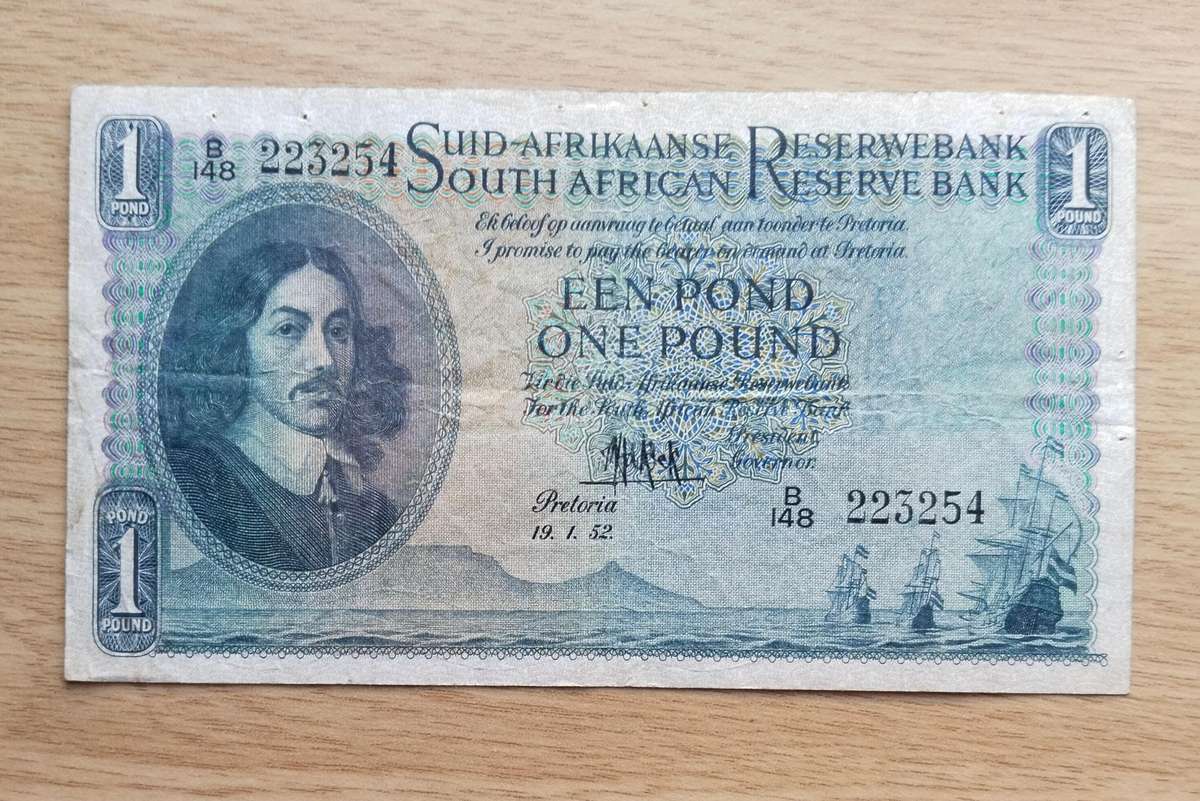 1 POND
B
148 223254
SUID-AFRIKAANSE RESERWEBANK
SOUTH AFRICAN RESERVE BANK
1 POUND
Ek beloof op aanvraag te betaal aan toonder te Pretoria.
I promise to pay the bearer on demand at Pretoria.
EEN POND
ONE POUND
Vir die Suid-Afrikaanse Reserwebank
For the South African Reserve Bank
President.
Governor.
Pretoria
19. 1. 52.
B
148 223254
POND
1
POUND